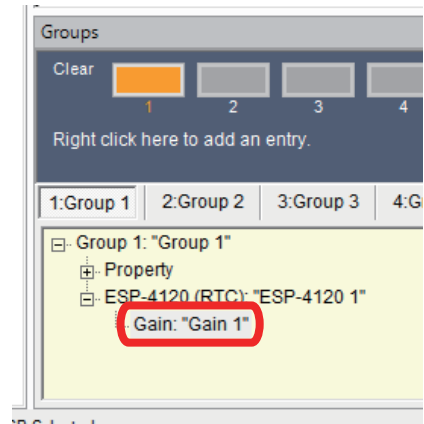 Groups
Clear
1 2 3 4
Right click here to add an entry.
1:Group 1 2:Group 2 3:Group 3 4:G
Group 1: "Group 1"
Property
ESP-4120 (RTC): "ESP-4120 1"
Gain: "Gain 1"